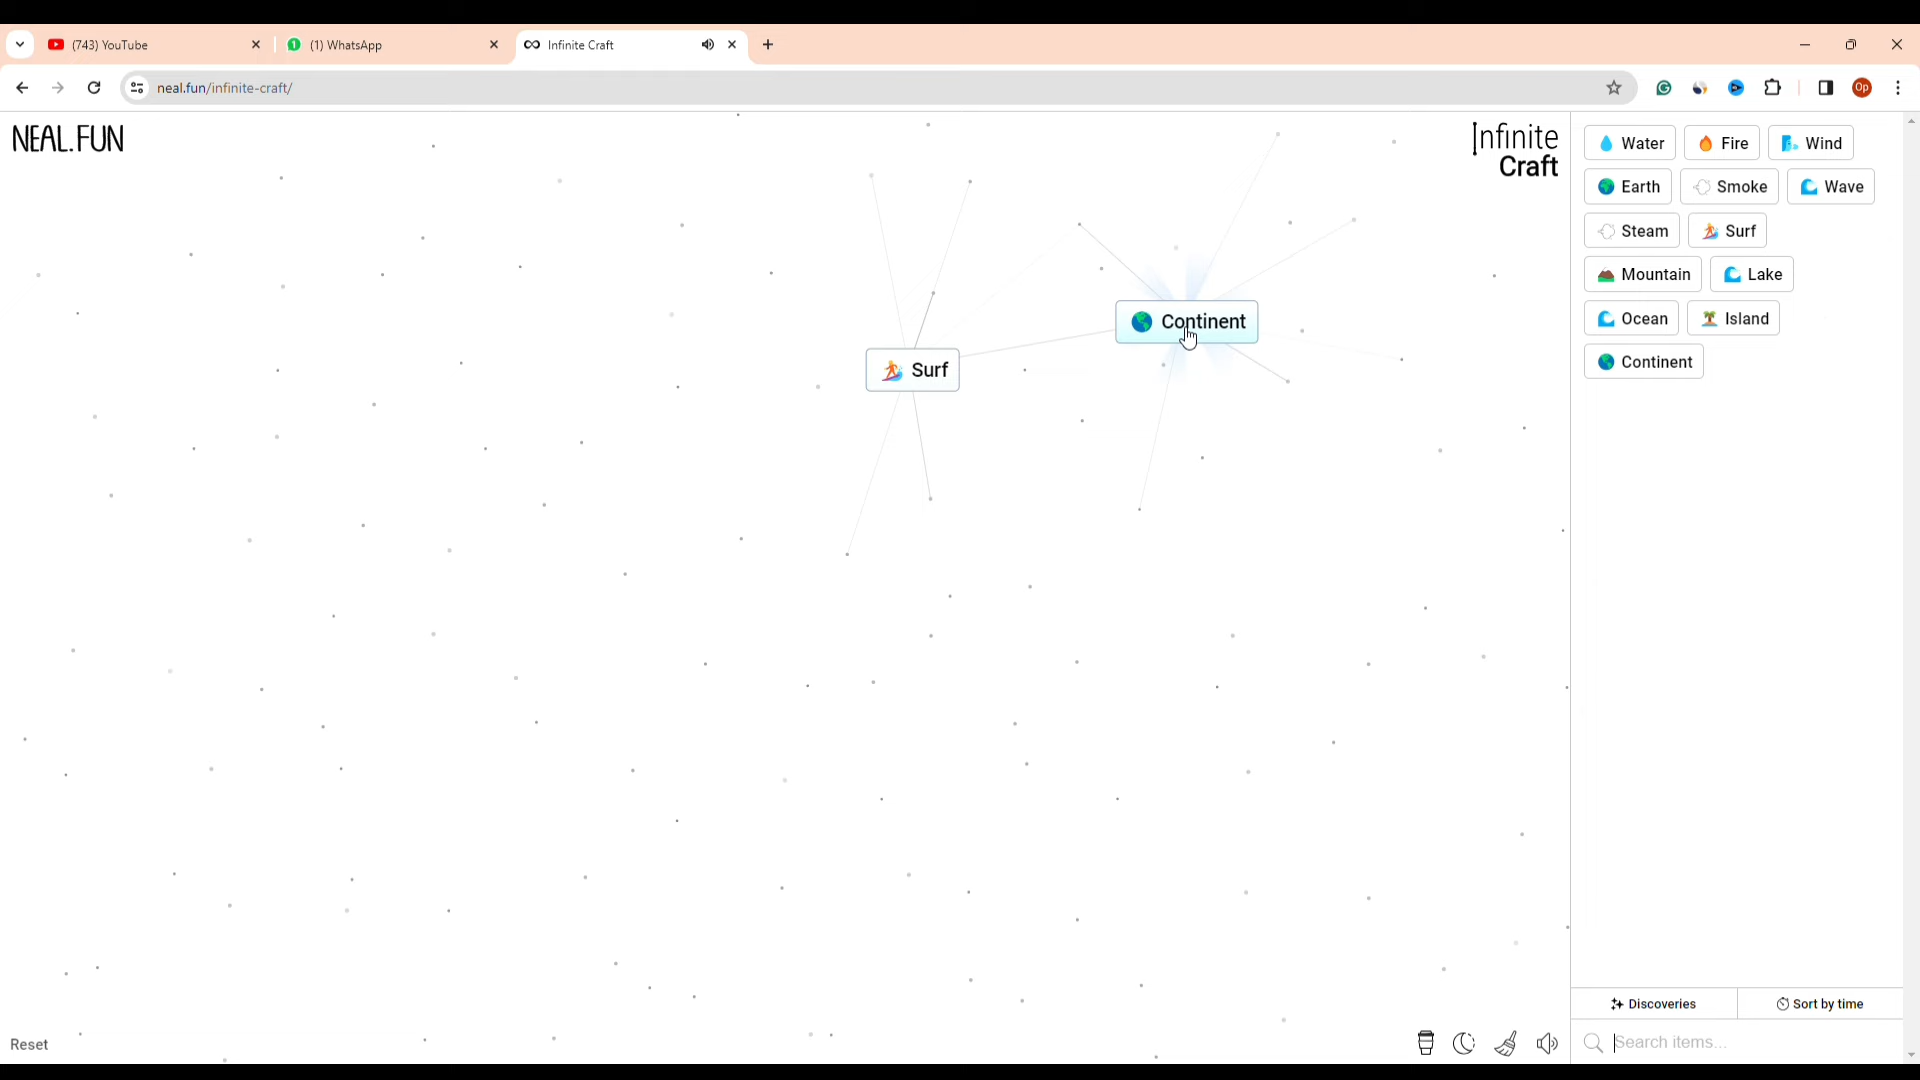 (743) YouTube
(1) WhatsApp
Infinite Craft
neal.fun/infinite-craft/
Op
NEAL.FUN
Infinite
Craft
Water
Fire
Wind
Earth
Smoke
Wave
Steam
Surf
Mountain
Lake
Ocean
Island
Continent
Continent
Surf
Discoveries
Sort by time
Search items...
Reset